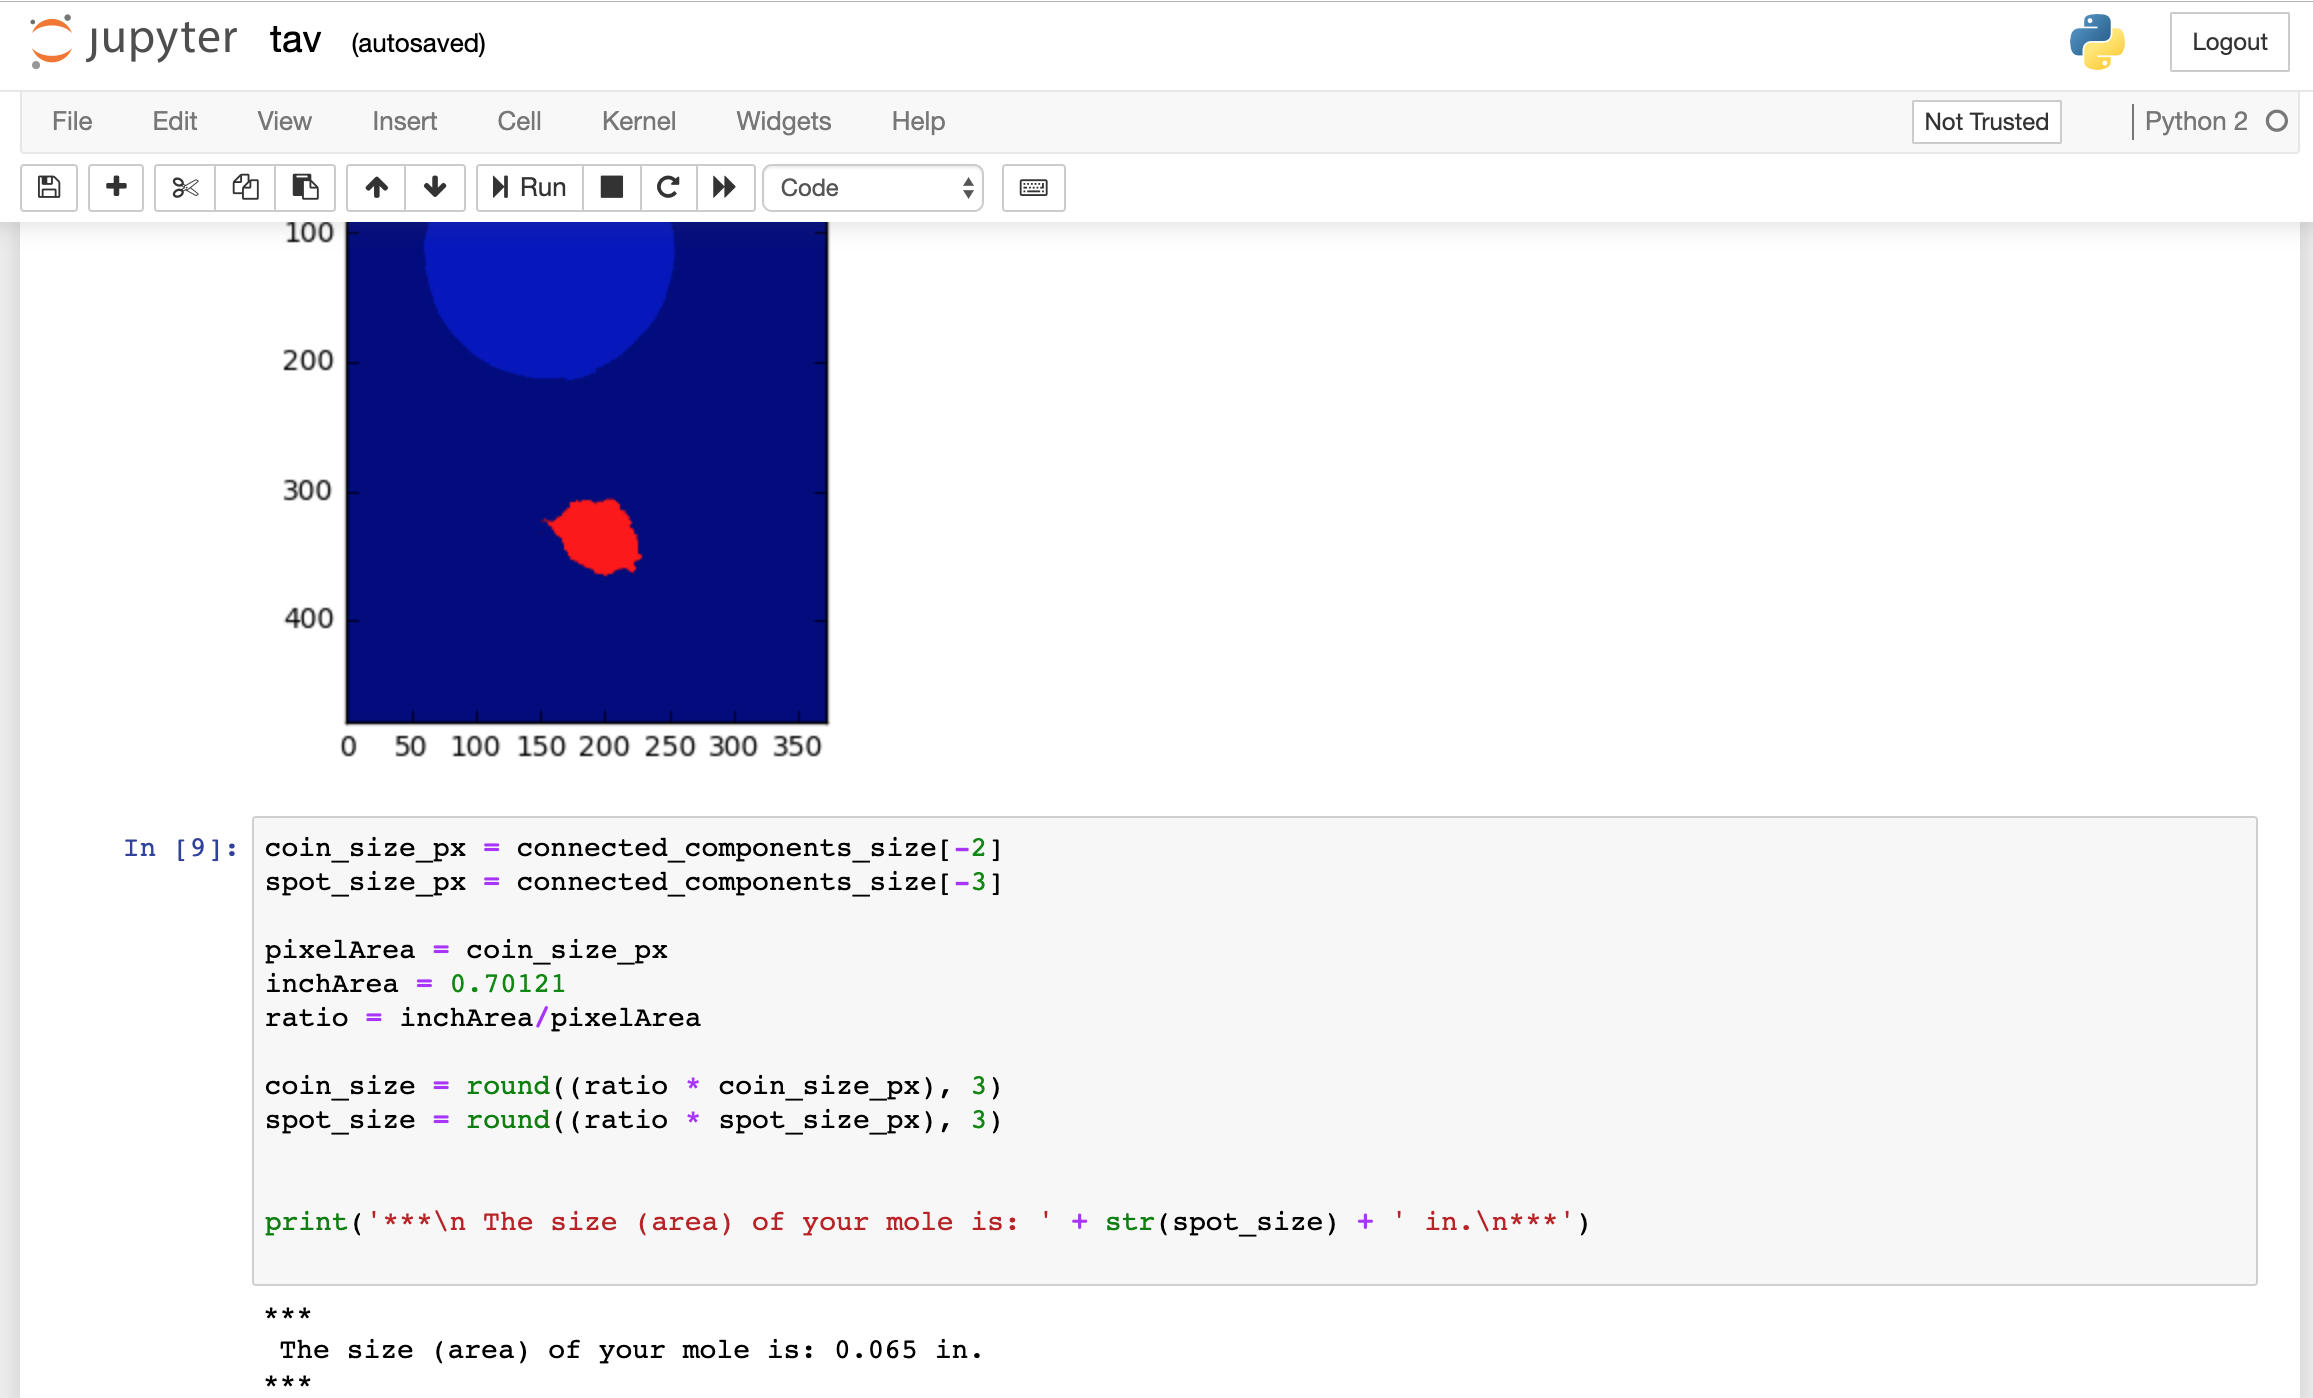 jupyter tav (autosaved)
Logout
File Edit View Insert Cell Kernel Widgets Help Not Trusted Python 2
Run Code
100
200
300
400
0 50 100 150 200 250 300 350
In [9]:
coin_size_px = connected_components_size[-2]
spot_size_px = connected_components_size[-3]
pixelArea = coin_size_px
inchArea = 0.70121
ratio = inchArea/pixelArea
coin_size = round((ratio * coin_size_px), 3)
spot_size = round((ratio * spot_size_px), 3)
print('***\n The size (area) of your mole is: ' + str(spot_size) + ' in.\n***')
***
The size (area) of your mole is: 0.065 in.
***